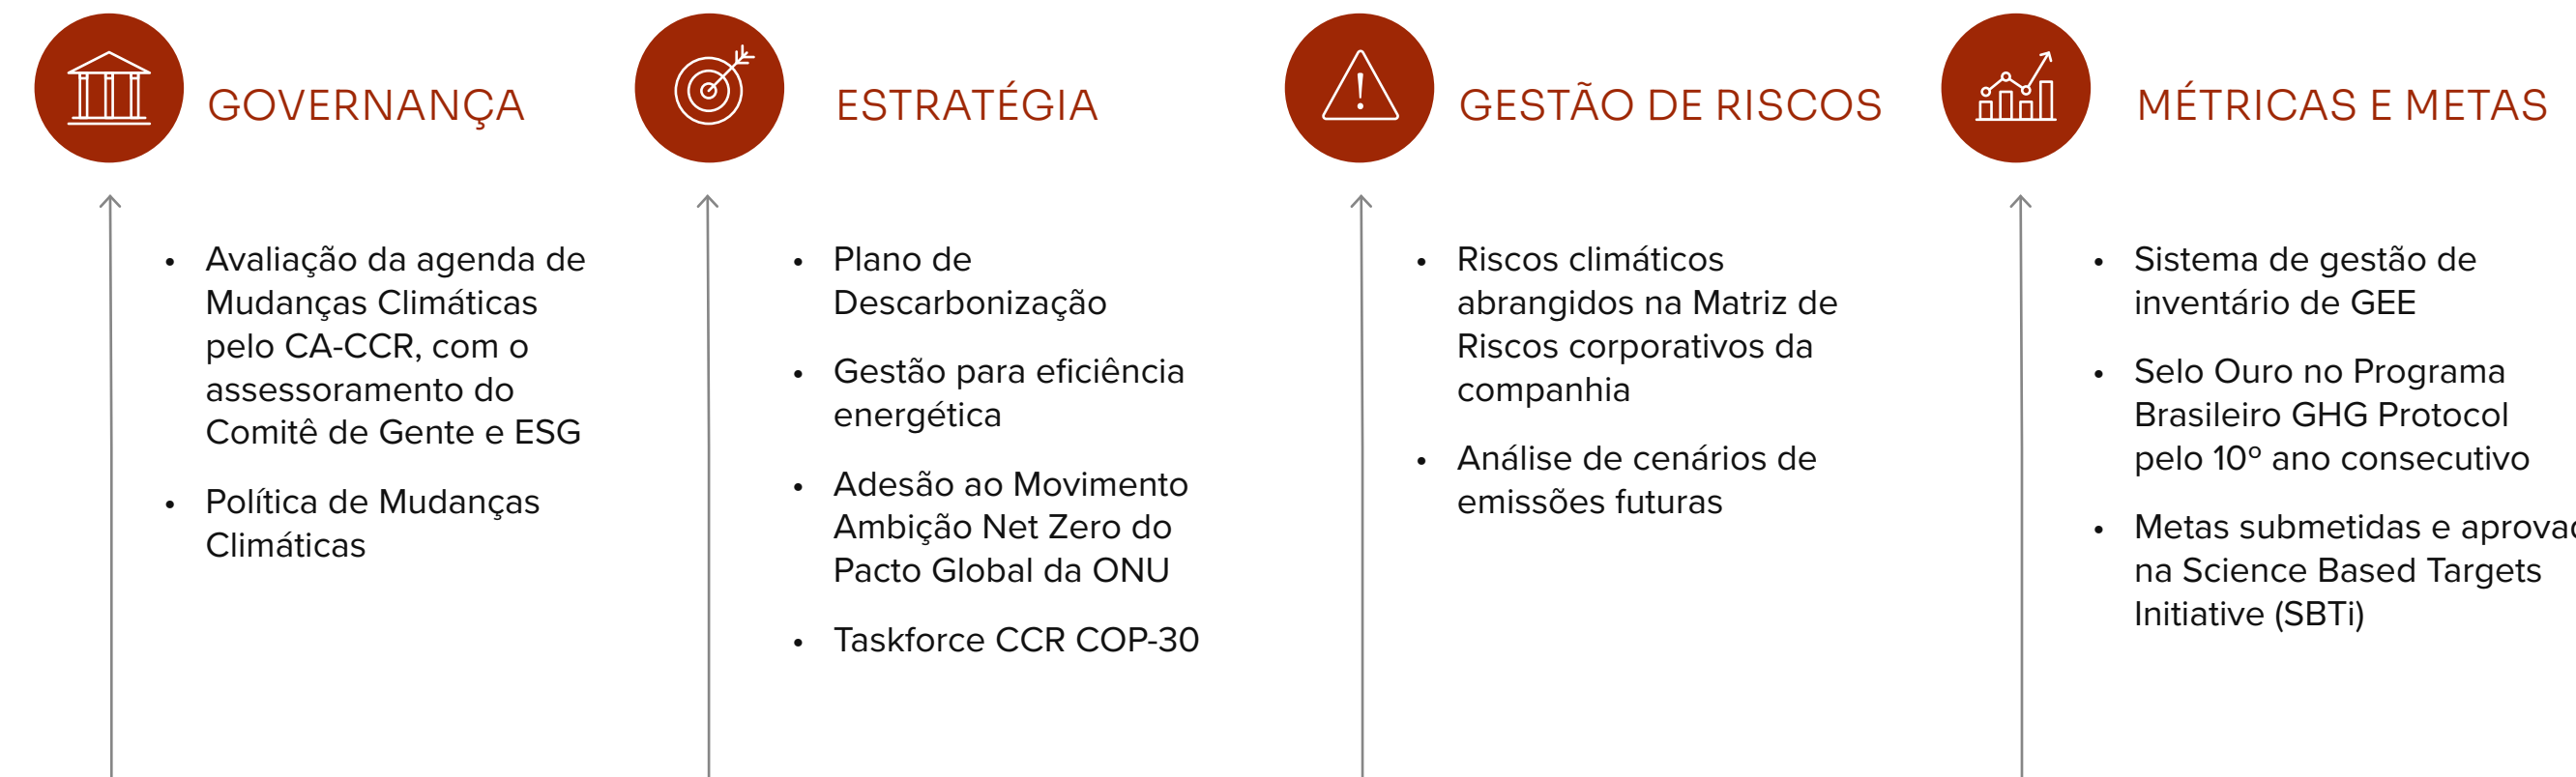 GOVERNANÇA
• Avaliação da agenda de
Mudanças Climáticas
pelo CA-CCR, com o
assessoramento do
Comitê de Gente e ESG
• Política de Mudanças
Climáticas
ESTRATÉGIA
• Plano de
Descarbonização
• Gestão para eficiência
energética
• Adesão ao Movimento
Ambição Net Zero do
Pacto Global da ONU
• Taskforce CCR COP-30
GESTÃO DE RISCOS
• Riscos climáticos
abrangidos na Matriz de
Riscos corporativos da
companhia
• Análise de cenários de
emissões futuras
MÉTRICAS E METAS
• Sistema de gestão de
inventário de GEE
• Selo Ouro no Programa
Brasileiro GHG Protocol
pelo 10º ano consecutivo
• Metas submetidas e
na Science Based Targets
Initiative (SBTi)